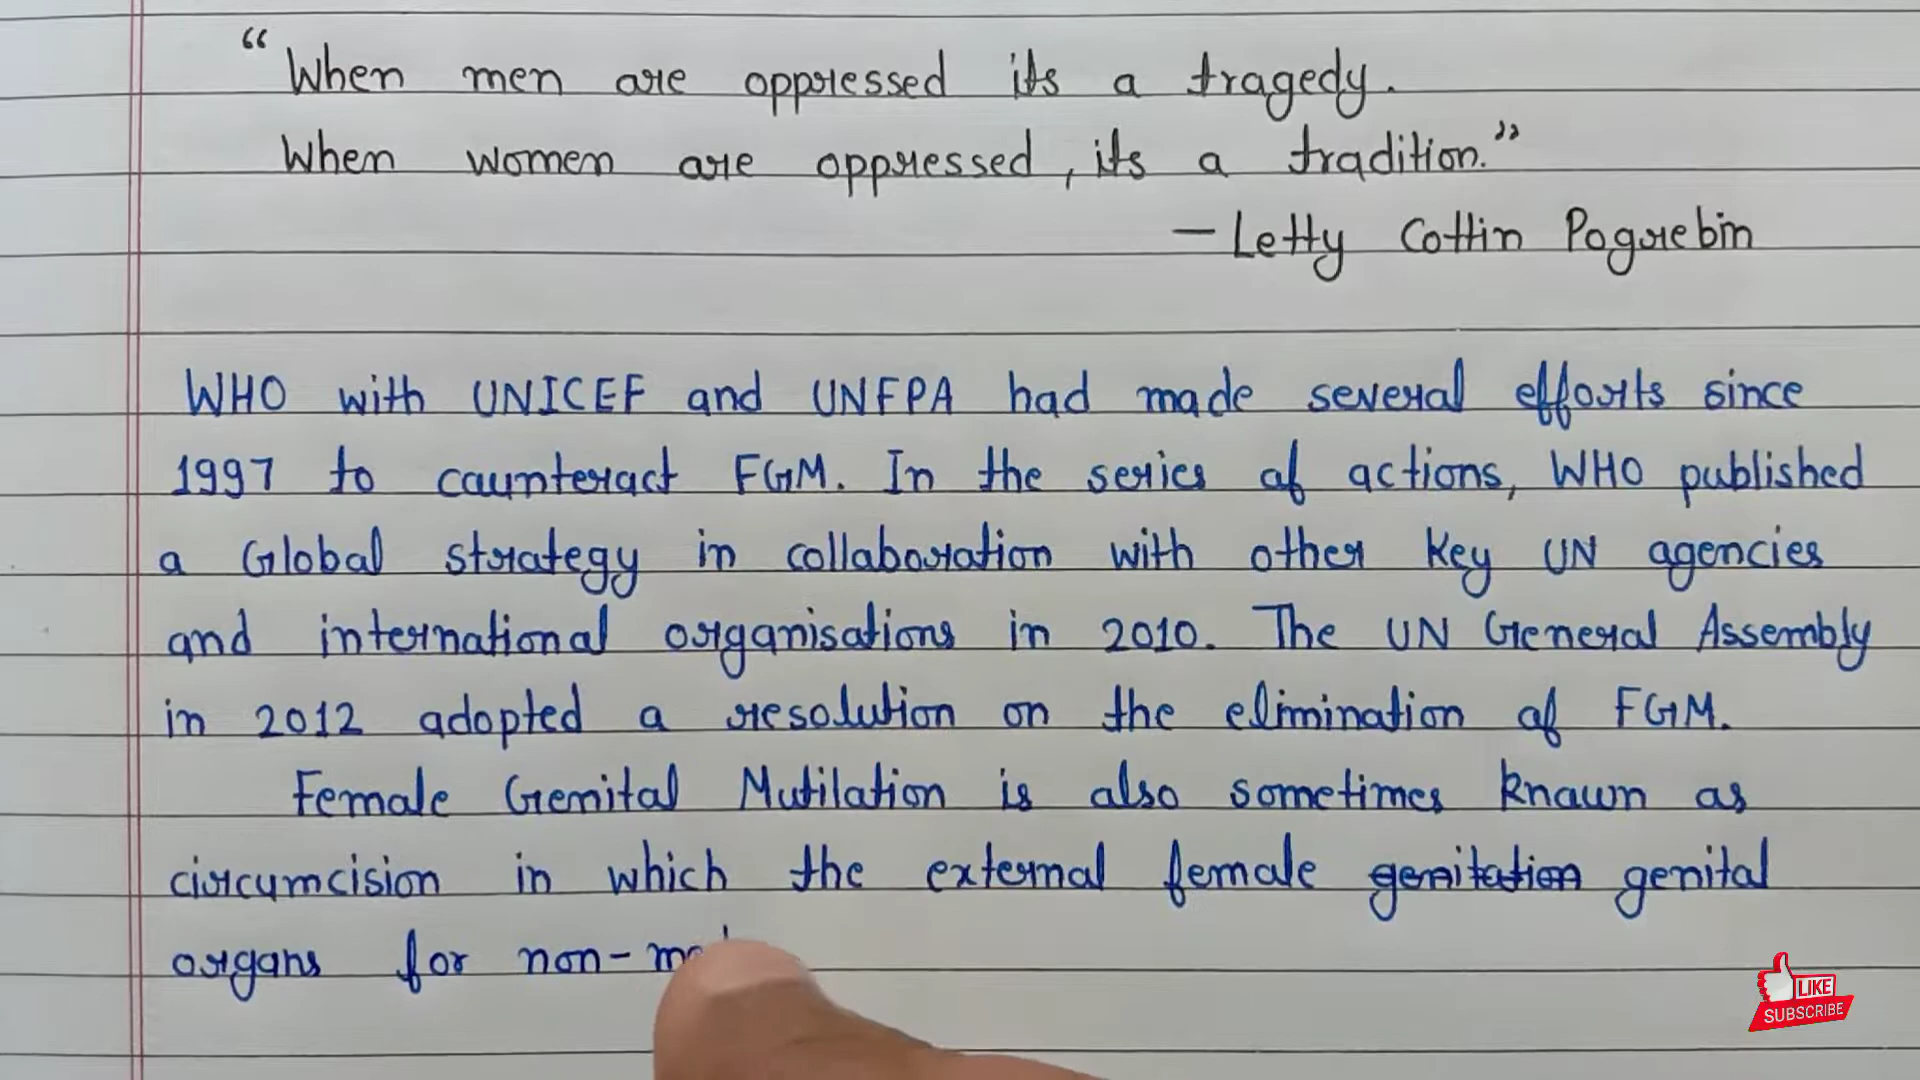 “When men are oppressed its a tragedy.
When women are oppressed, its a tradition.”
– Letty Cottin Pogrebin
WHO with UNICEF and UNFPA had made several efforts since
1997 to counteract FGM. In the series of actions, WHO published
a Global strategy in collaboration with other key UN agencies
and international organisations in 2010. The UN General Assembly
in 2012 adopted a resolution on the elimination of FGM.
Female Genital Mutilation is also sometimes known as
circumcision in which the external female genitation genital
organs for non-
LIKE
SUBSCRIBE